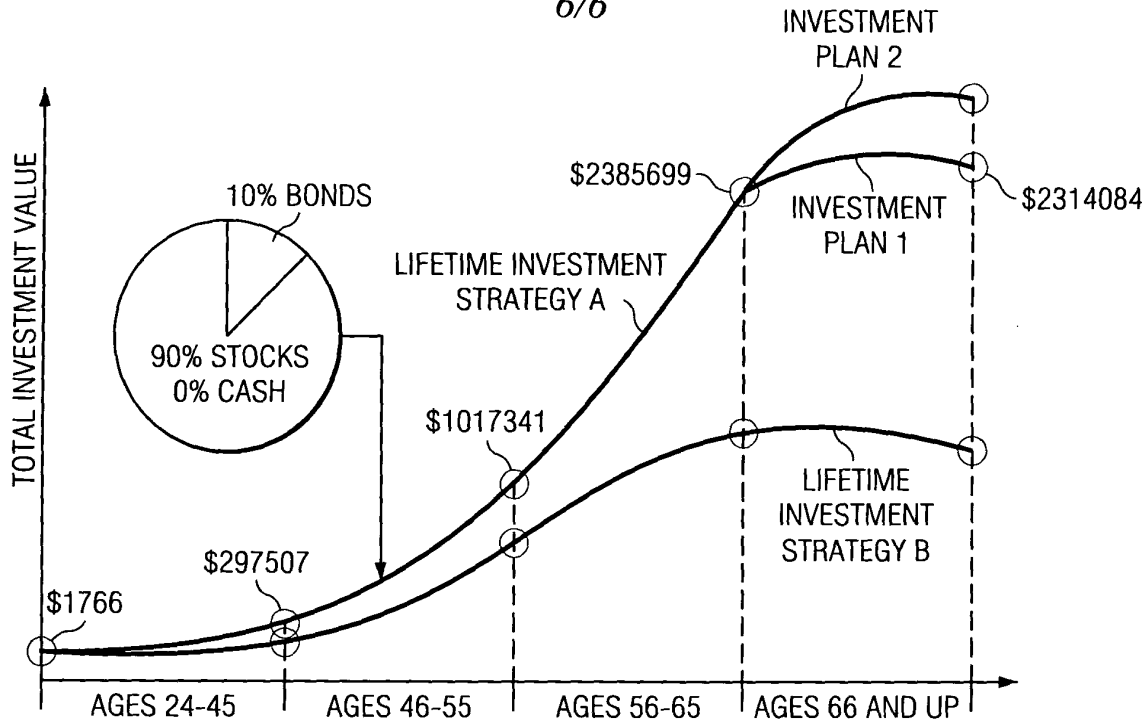 6/6
INVESTMENT
PLAN 2
TOTAL INVESTMENT VALUE
10% BONDS
90% STOCKS
0% CASH
$2385699
$2314084
INVESTMENT
PLAN 1
LIFETIME INVESTMENT
STRATEGY A
$1017341
LIFETIME
INVESTMENT
STRATEGY B
$297507
$1766
AGES 24-45
AGES 46-55
AGES 56-65
AGES 66 AND UP